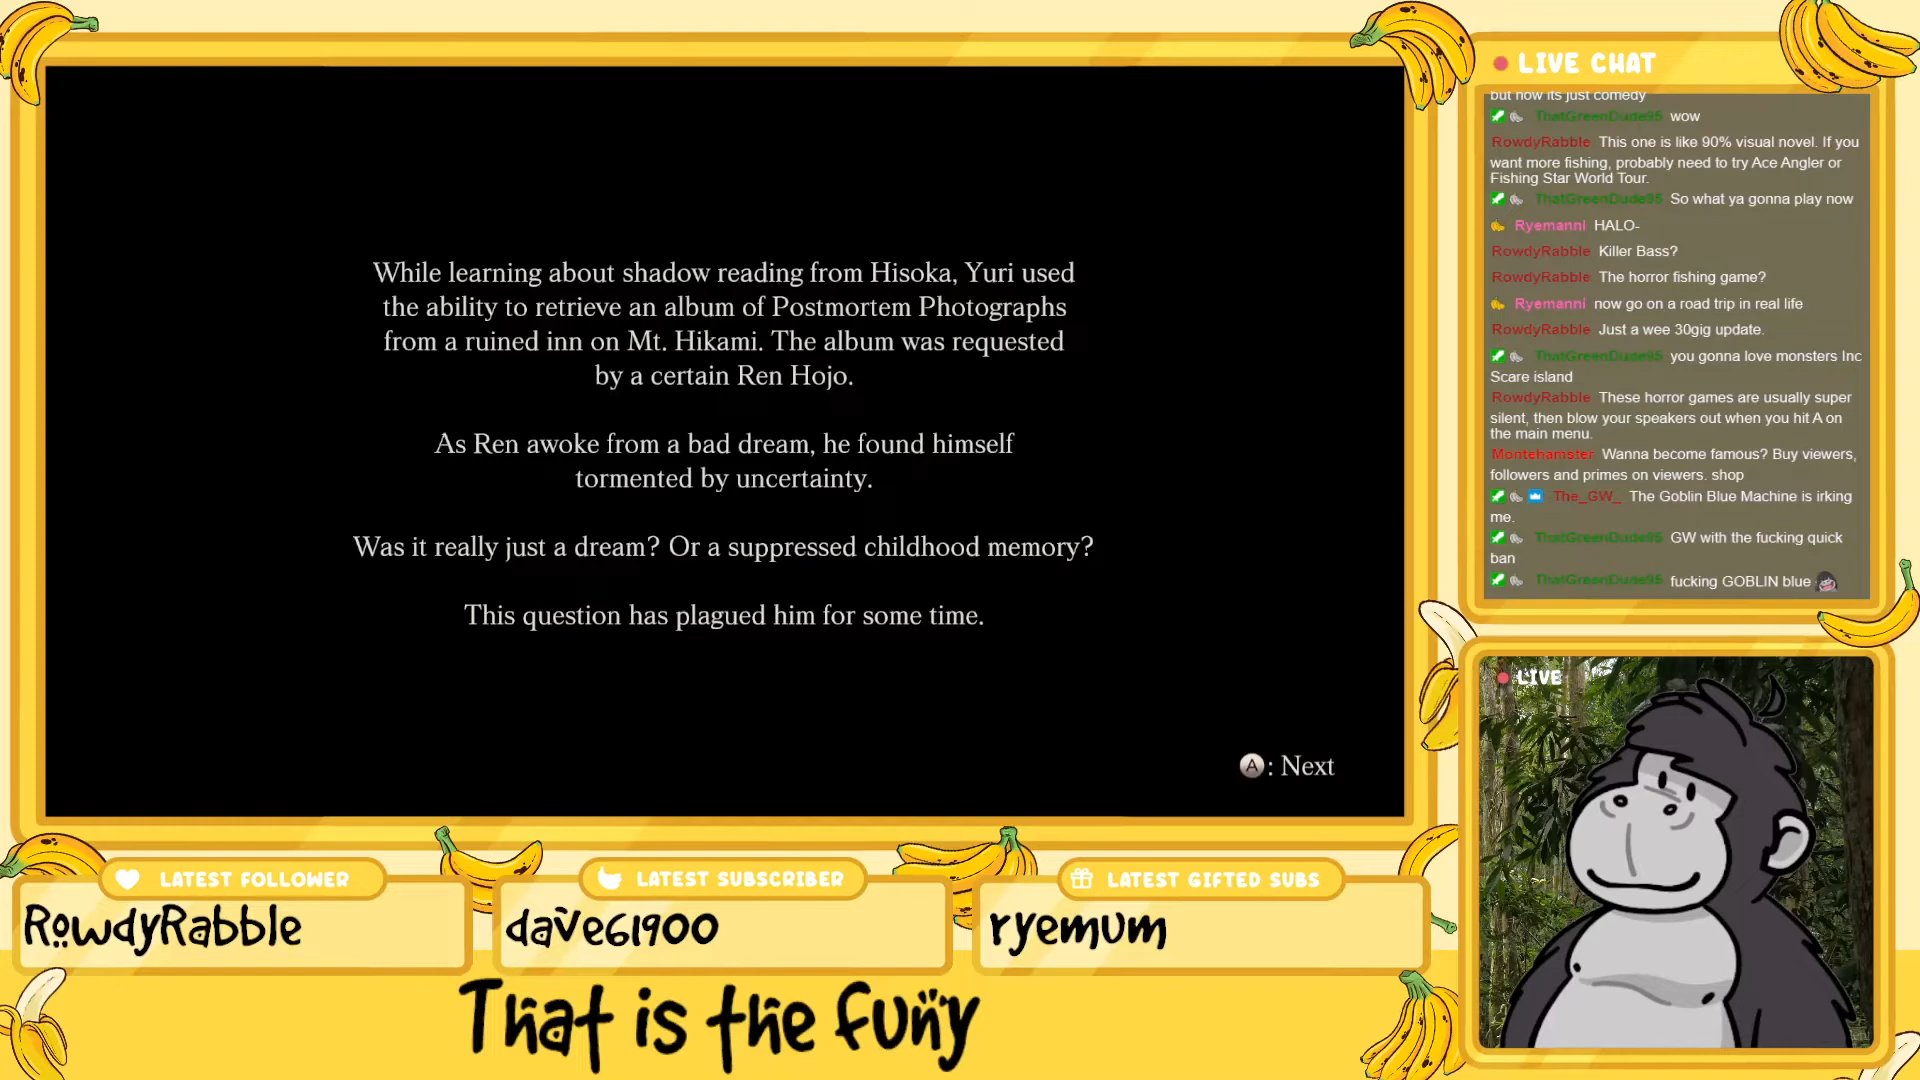 While learning about shadow reading from Hisoka, Yuri used
the ability to retrieve an album of Postmortem Photographs
from a ruined inn on Mt. Hikami. The album was requested
by a certain Ren Hojo.
As Ren awoke from a bad dream, he found himself
tormented by uncertainty.
Was it really just a dream? Or a suppressed childhood memory?
This question has plagued him for some time.
A : Next
LIVE CHAT
but now its just comedy
ThatGreenDude95 wow
RowdyRabble This one is like 90% visual novel. If you
want more fishing, probably need to try Ace Angler or
Fishing Star World Tour.
ThatGreenDude95 So what ya gonna play now
Ryemanni HALO-
RowdyRabble Killer Bass?
RowdyRabble The horror fishing game?
Ryemanni now go on a road trip in real life
RowdyRabble Just a wee 30gig update.
ThatGreenDude95 you gonna love monsters Inc
Scare island
RowdyRabble These horror games are usually super
silent, then blow your speakers out when you hit A on
the main menu.
Montehamster Wanna become famous? Buy viewers,
followers and primes on viewers. shop
The_GW_ The Goblin Blue Machine is irking
me.
ThatGreenDude95 GW with the fucking quick
ban
ThatGreenDude95 fucking GOBLIN blue
LIVE
LATEST FOLLOWER
RowdyRabble
LATEST SUBSCRIBER
dave61900
LATEST GIFTED SUBS
ryemum
That is the funy